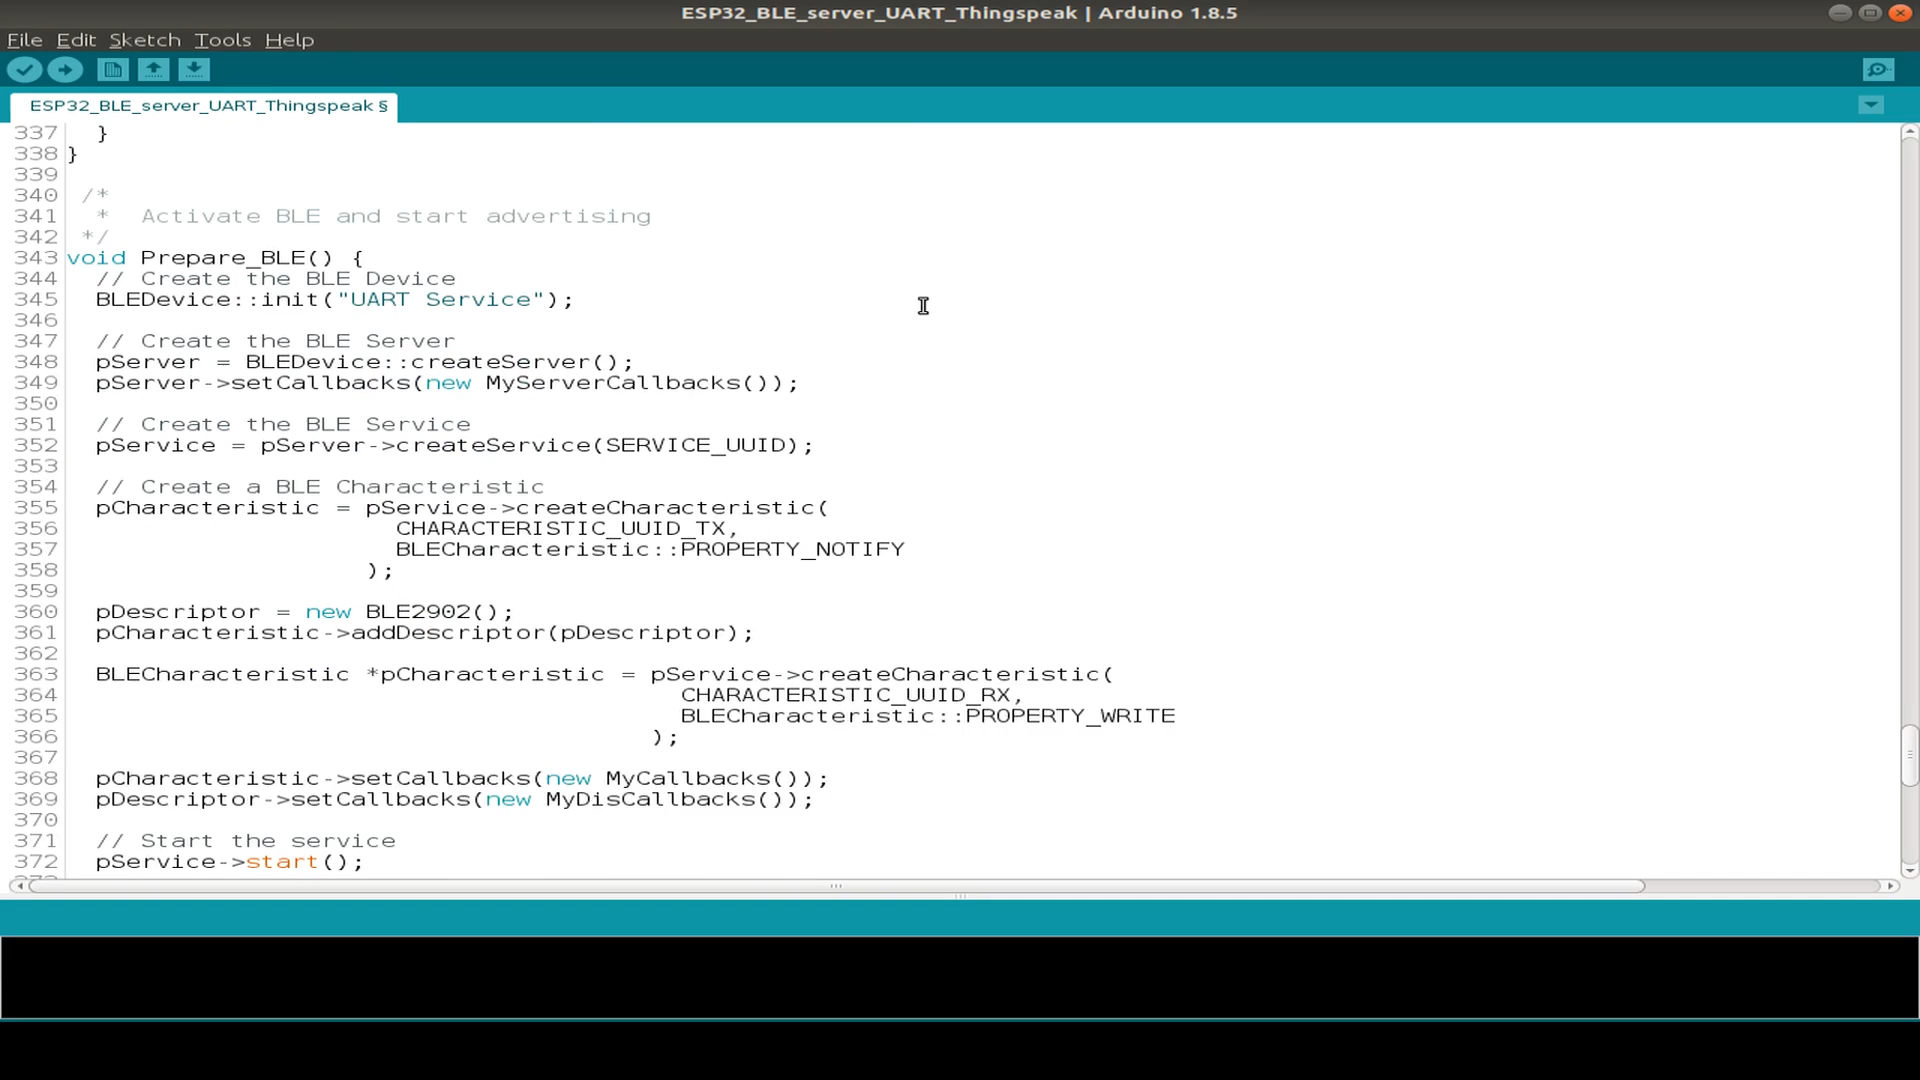 ESP32_BLE_server_UART_Thingspeak | Arduino 1.8.5
File Edit Sketch Tools Help
ESP32_BLE_server_UART_Thingspeak §
337 }
338 }
339
340 /*
341 * Activate BLE and start advertising
342 */
343 void Prepare_BLE() {
344 // Create the BLE Device
345 BLEDevice::init("UART Service");
346
347 // Create the BLE Server
348 pServer = BLEDevice::createServer();
349 pServer->setCallbacks(new MyServerCallbacks());
350
351 // Create the BLE Service
352 pService = pServer->createService(SERVICE_UUID);
353
354 // Create a BLE Characteristic
355 pCharacteristic = pService->createCharacteristic(
356 CHARACTERISTIC_UUID_TX,
357 BLECharacteristic::PROPERTY_NOTIFY
358 );
359
360 pDescriptor = new BLE2902();
361 pCharacteristic->addDescriptor(pDescriptor);
362
363 BLECharacteristic *pCharacteristic = pService->createCharacteristic(
364 CHARACTERISTIC_UUID_RX,
365 BLECharacteristic::PROPERTY_WRITE
366 );
367
368 pCharacteristic->setCallbacks(new MyCallbacks());
369 pDescriptor->setCallbacks(new MyDisCallbacks());
370
371 // Start the service
372 pService->start();